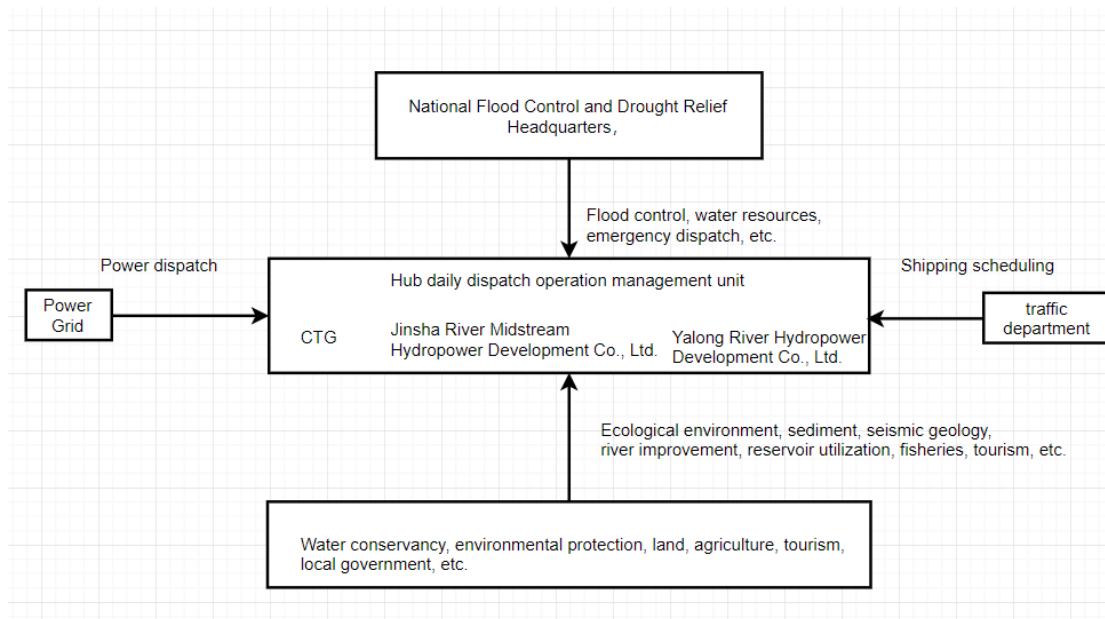 National Flood Control and Drought Relief
Headquarters,
Flood control, water resources,
emergency dispatch, etc.
Power dispatch
Shipping scheduling
Hub daily dispatch operation management unit
Power
Grid
traffic
department
CTG
Jinsha River Midstream
Hydropower Development Co., Ltd.
Yalong River Hydropower
Development Co., Ltd.
Ecological environment, sediment, seismic geology,
river improvement, reservoir utilization, fisheries, tourism, etc.
Water conservancy, environmental protection, land, agriculture, tourism,
local government, etc.